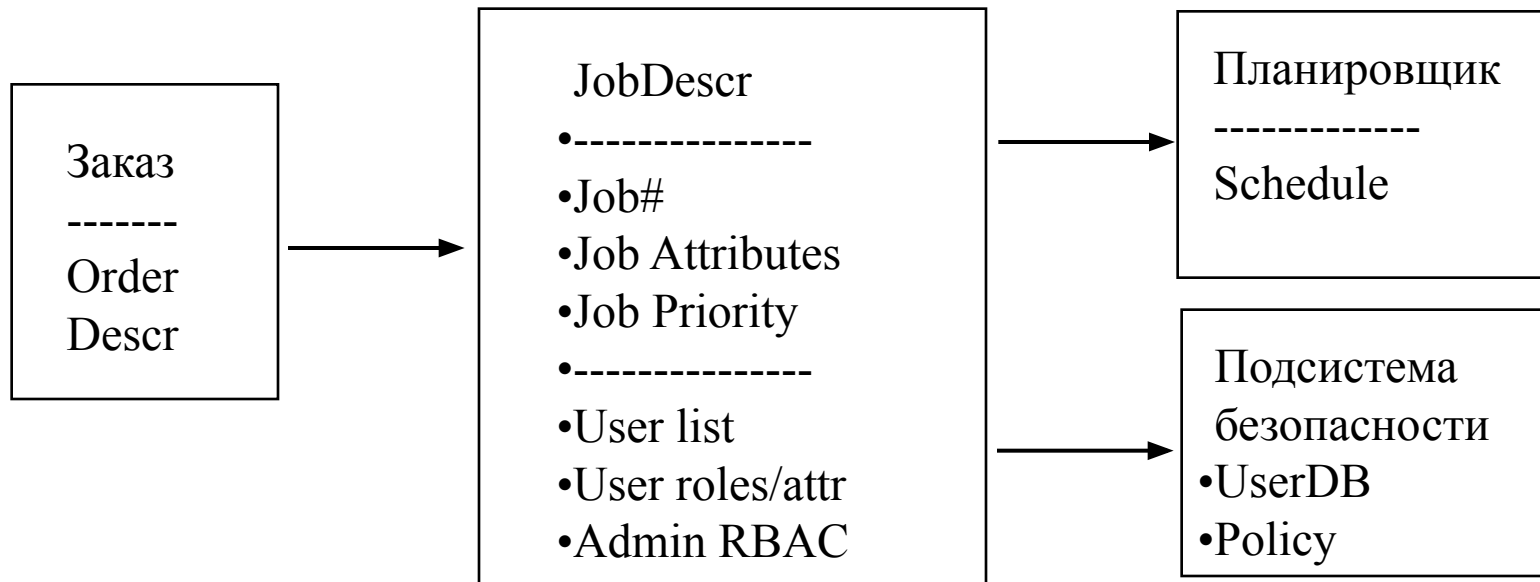 Заказ
-------
Order
Descr
JobDescr
•---------------
•Job#
•Job Attributes
•Job Priority
•---------------
•User list
•User roles/attr
•Admin RBAC
Планировщик
-------------
Schedule
Подсистема
безопасности
•UserDB
•Policy